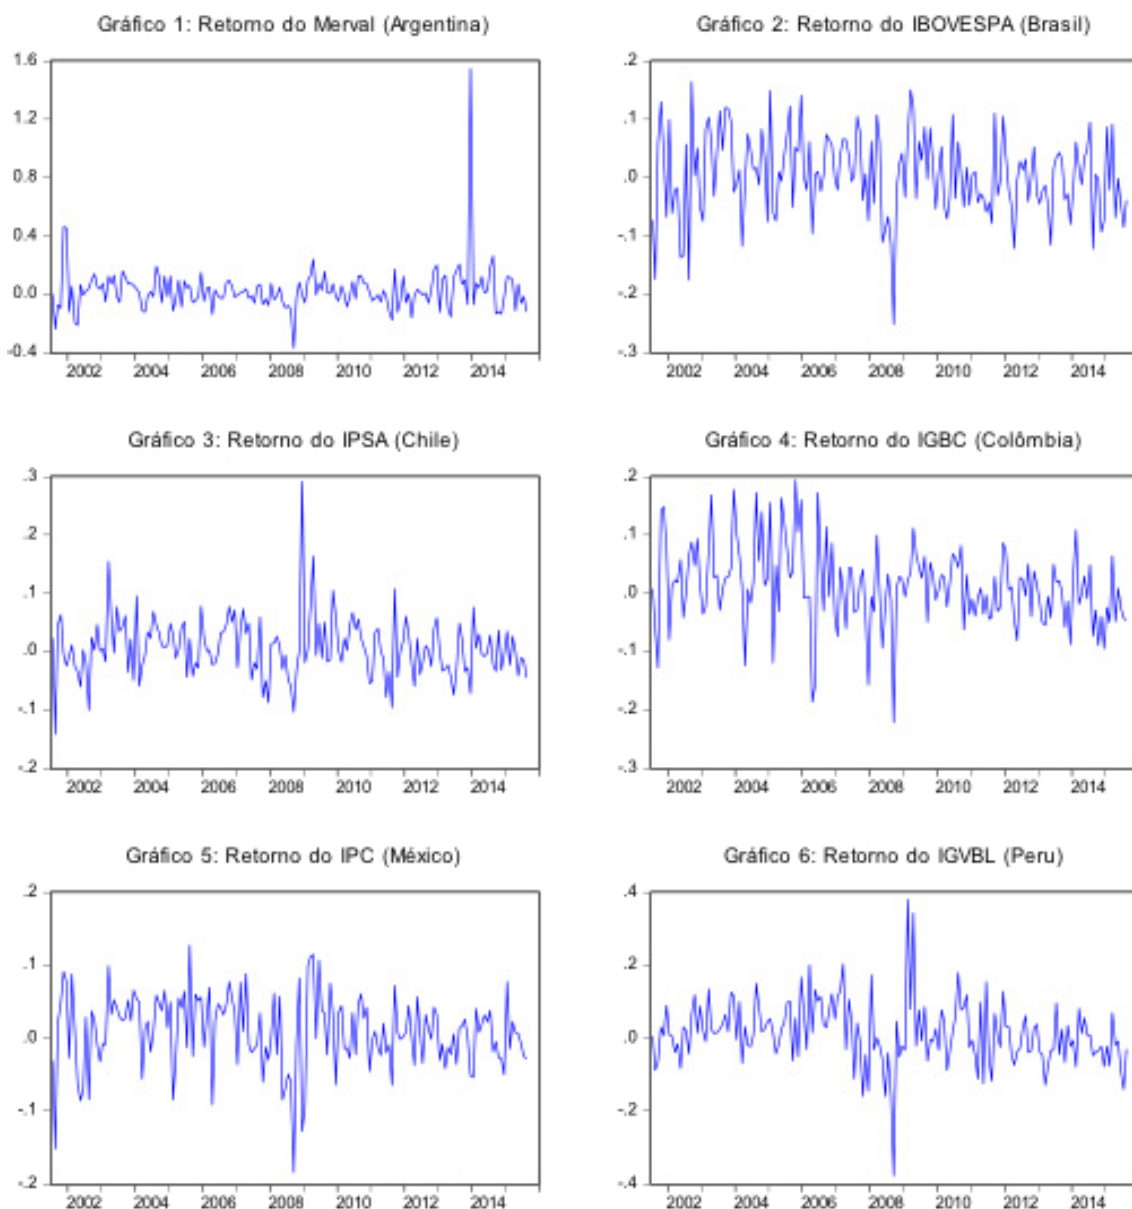 Gráfico 1: Retorno do Merval (Argentina)
1.6
1.2
0.8
0.4
0.0
-0.4
2002 2004 2006 2008 2010 2012 2014
Gráfico 2: Retorno do IBOVESPA (Brasil)
.2
.1
.0
-.1
-.2
-.3
2002 2004 2006 2008 2010 2012 2014
Gráfico 3: Retorno do IPSA (Chile)
.3
.2
.1
.0
-.1
-.2
2002 2004 2006 2008 2010 2012 2014
Gráfico 4: Retorno do IGBC (Colômbia)
.2
.1
.0
-.1
-.2
-.3
2002 2004 2006 2008 2010 2012 2014
Gráfico 5: Retorno do IPC (México)
.2
.1
.0
-.1
-.2
2002 2004 2006 2008 2010 2012 2014
Gráfico 6: Retorno do IGVBL (Peru)
.4
.2
.0
-.2
-.4
2002 2004 2006 2008 2010 2012 2014